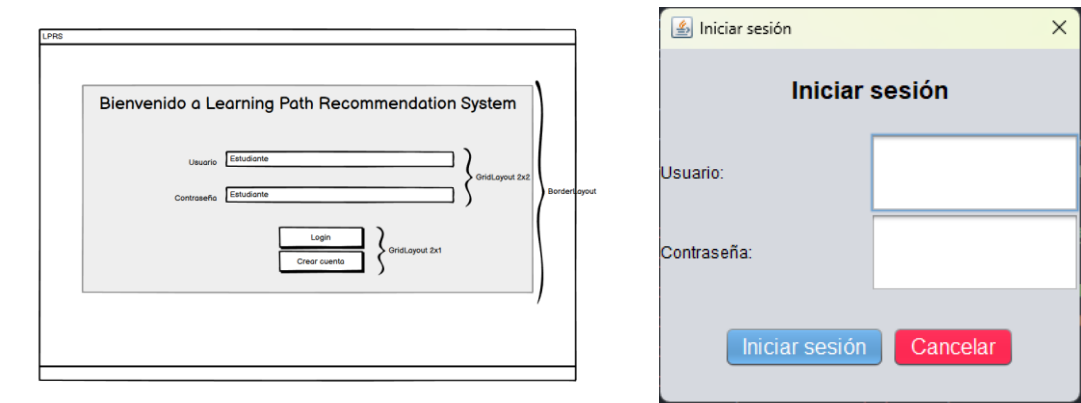 LPRS
Bienvenido a Learning Path Recommendation System
Usuario
Estudiante
GridLayout 2x2
Contraseña
Estudiante
BorderLayout
Login
GridLayout 2x1
Crear cuenta
Iniciar sesión
Iniciar sesión
Usuario:
Contraseña:
Iniciar sesión
Cancelar